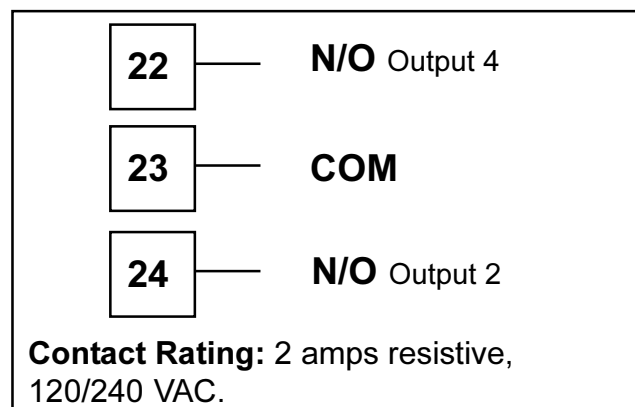 22 N/O Output 4
23 COM
24 N/O Output 2
Contact Rating: 2 amps resistive,
120/240 VAC.